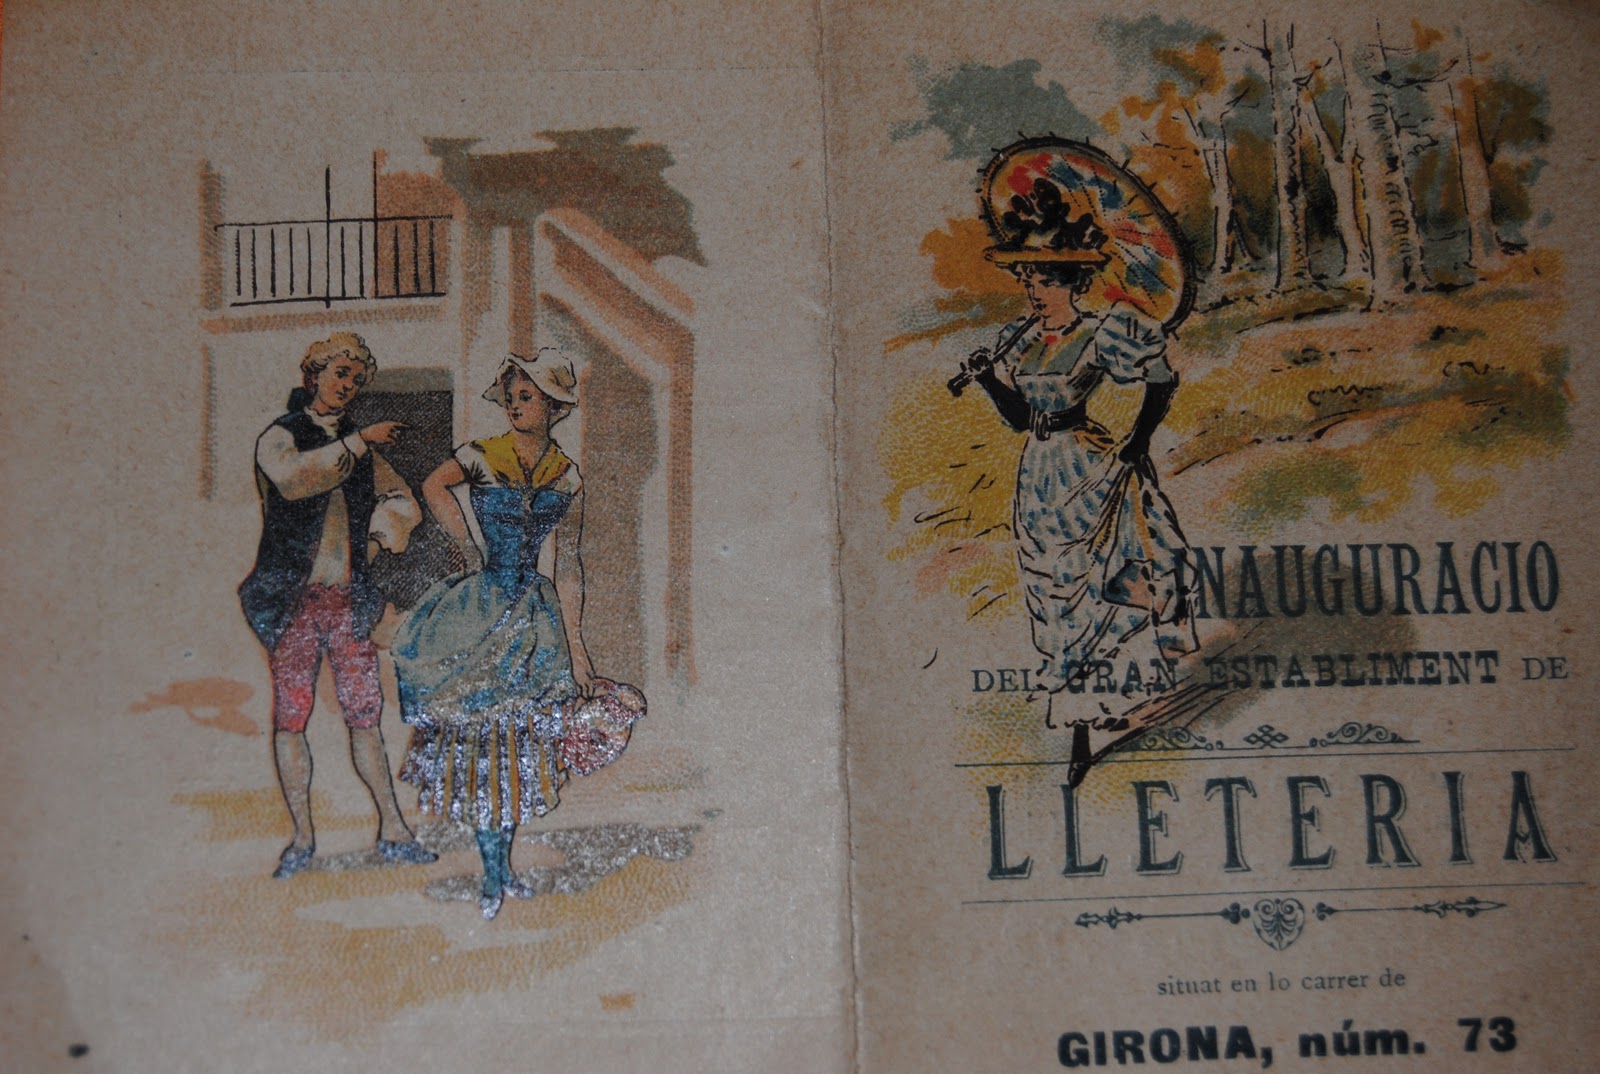 INAUGURACIO
DEL GRAN ESTABLIMENT DE
LLETERIA
situat en lo carrer de
GIRONA, núm. 73